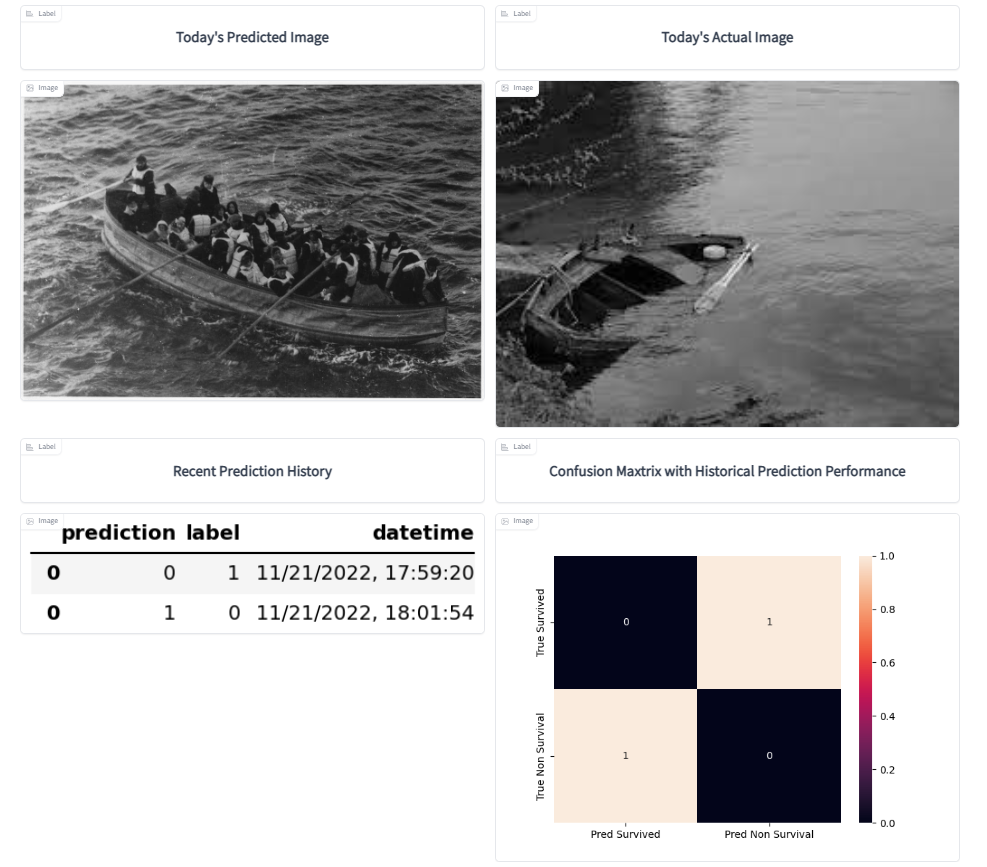 Label
Today's Predicted Image
Label
Today's Actual Image
Image
Image
Label
Recent Prediction History
Label
Confusion Maxtrix with Historical Prediction Performance
Image
prediction label datetime
0 0 1 11/21/2022, 17:59:20
0 1 0 11/21/2022, 18:01:54
Image
True Survived
True Non Survival
0 1
1 0
Pred Survived Pred Non Survival
1.0
0.8
0.6
0.4
0.2
0.0